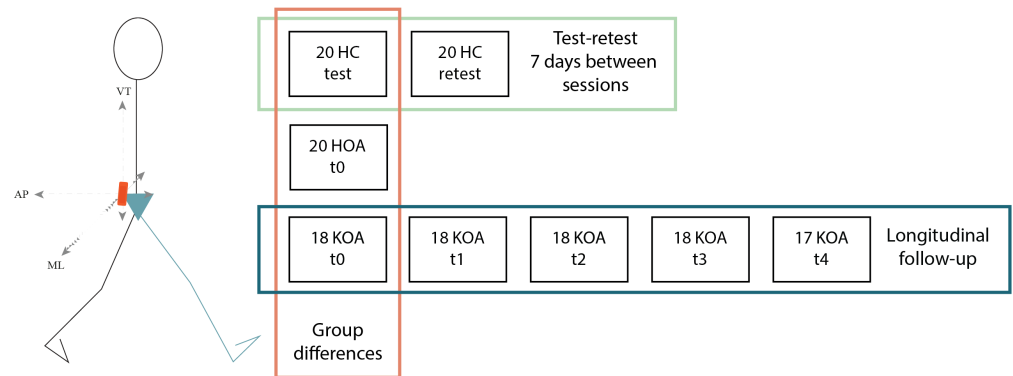 VT
AP
ML
20 HC
test
20 HC
retest
Test-retest
7 days between
sessions
20 HOA
t0
18 KOA
t0
18 KOA
t1
18 KOA
t2
18 KOA
t3
17 KOA
t4
Longitudinal
follow-up
Group
differences